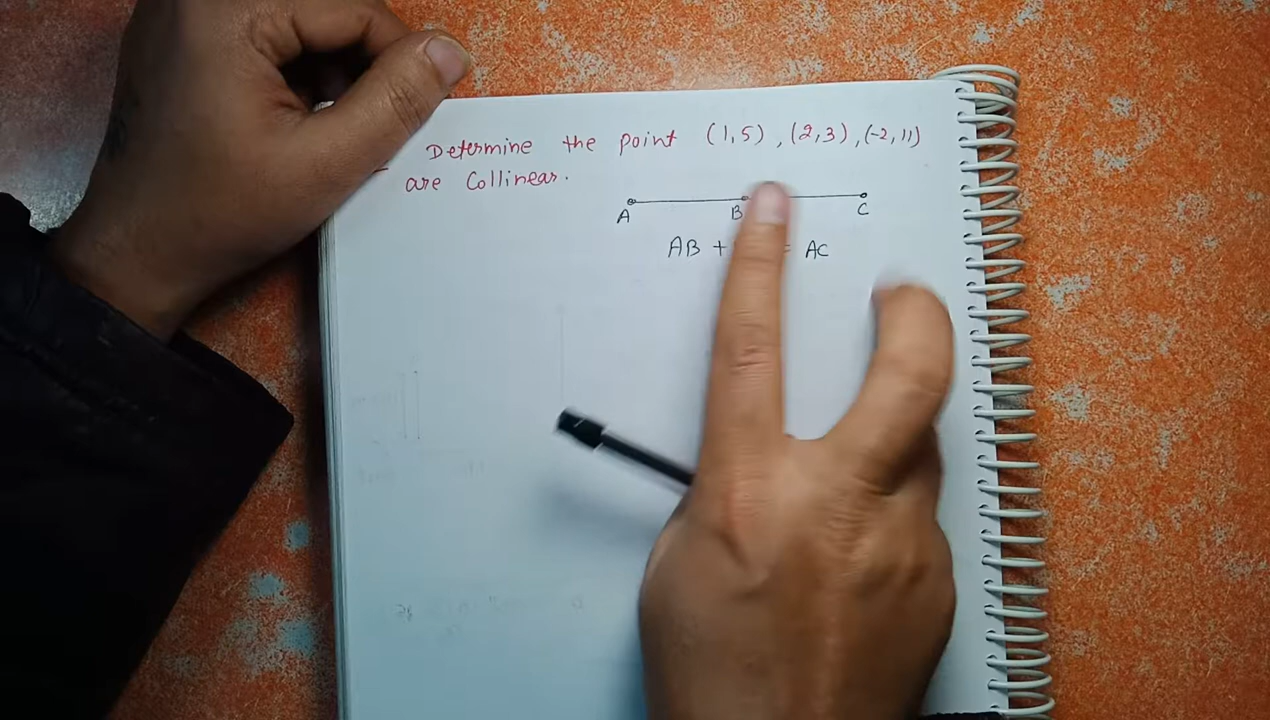 Determine the point (1,5) , (2,3) , (-2,11)
are Collinear.
A B C
AB + = AC